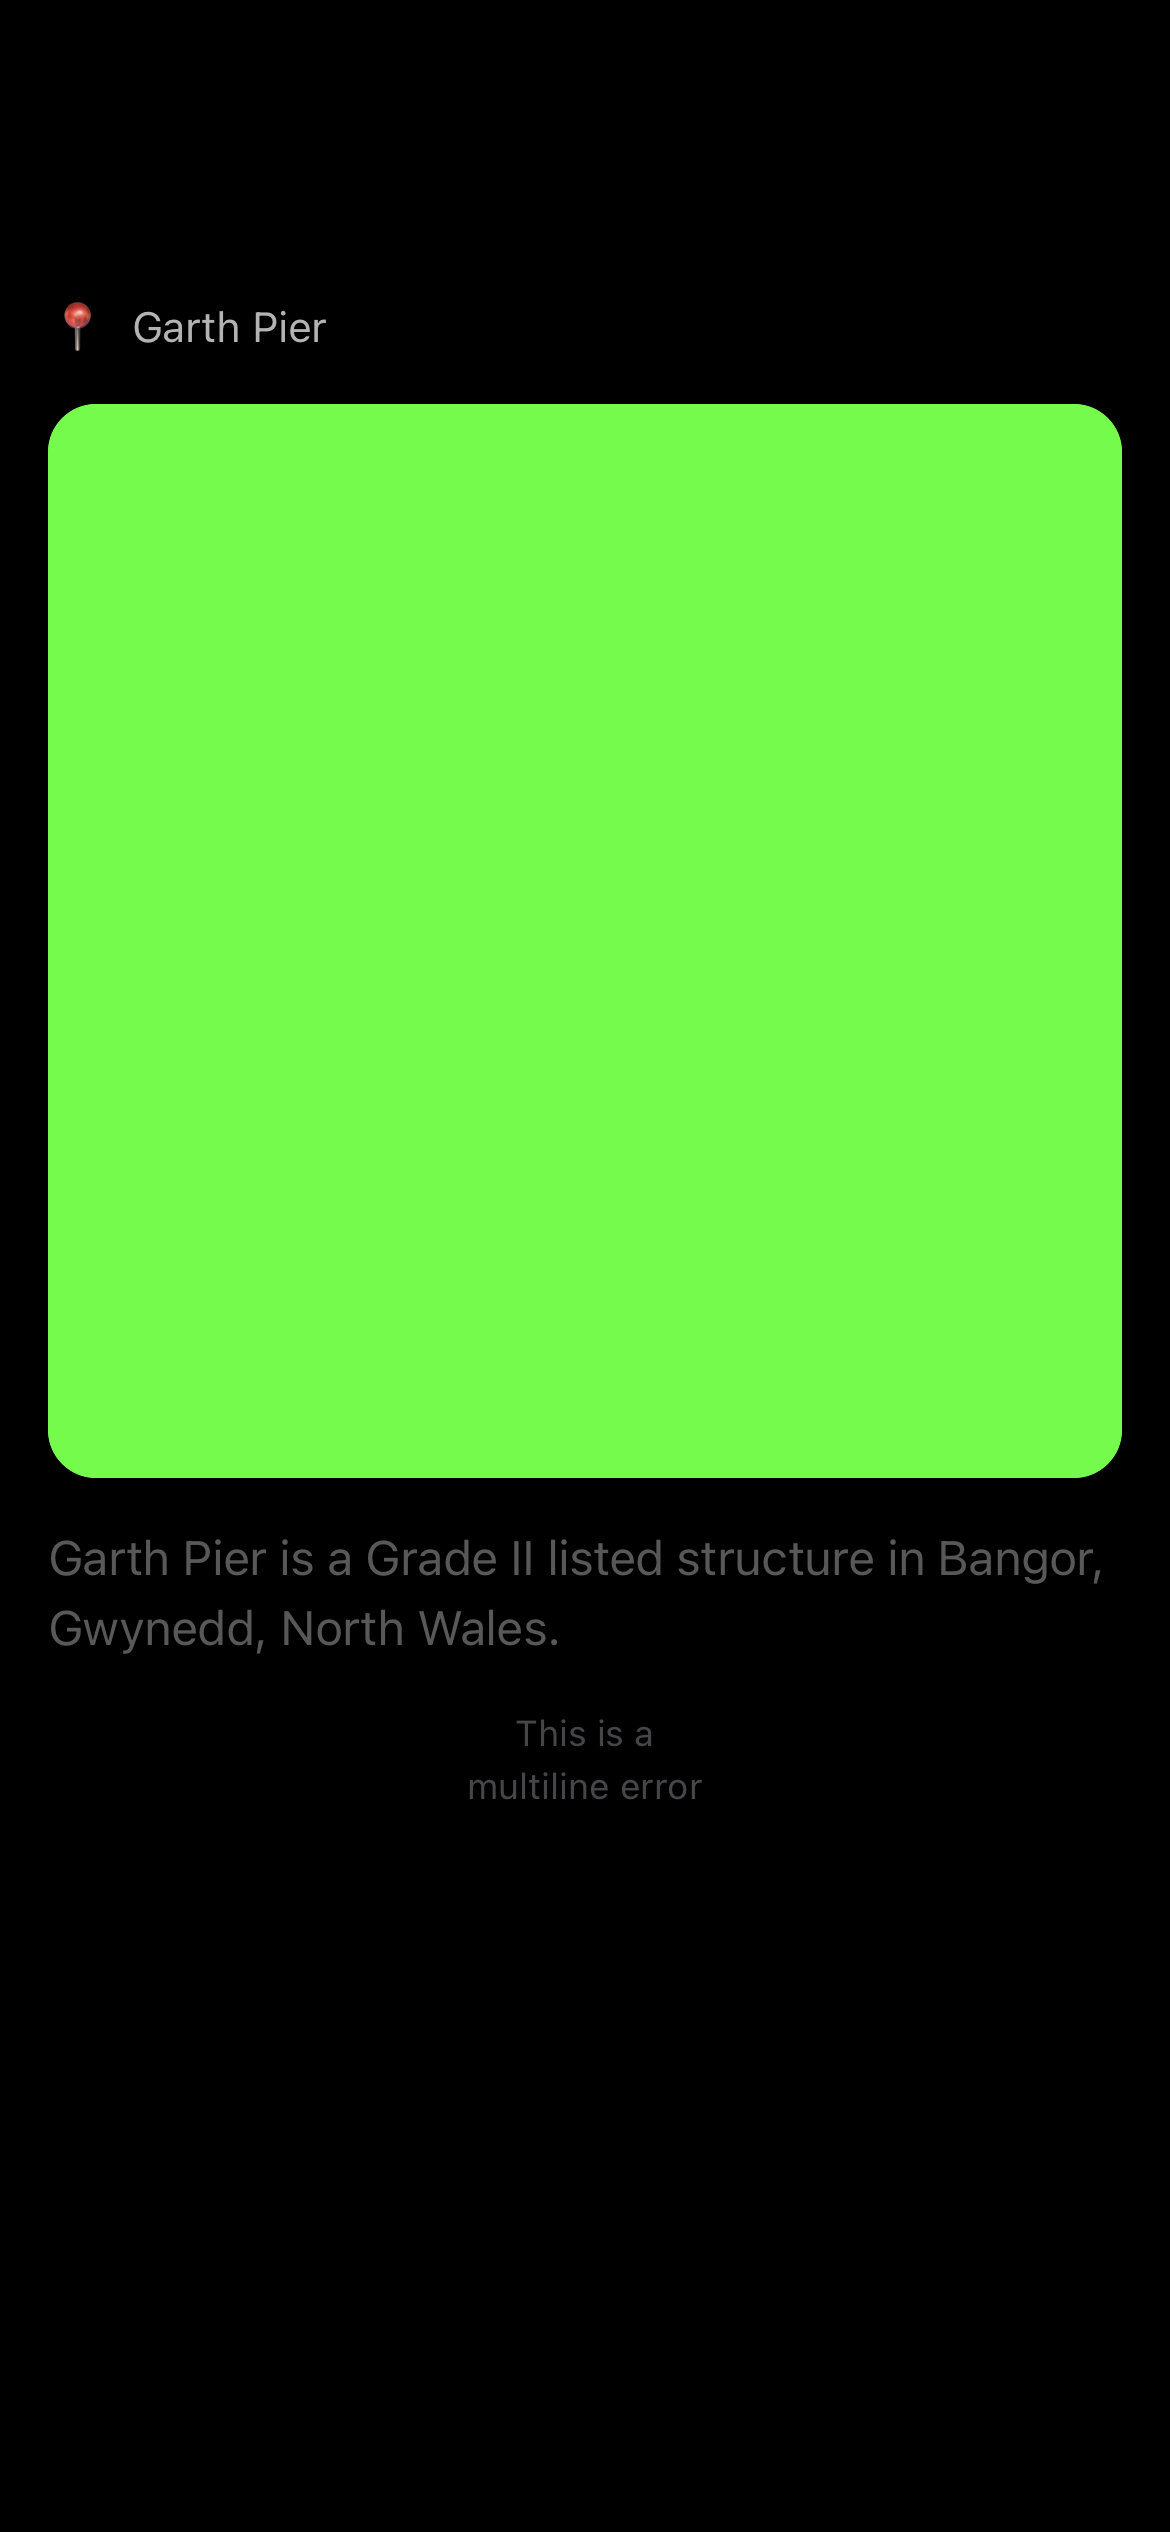 Garth Pier
Garth Pier is a Grade II listed structure in Bangor,
Gwynedd, North Wales.
This is a
multiline error